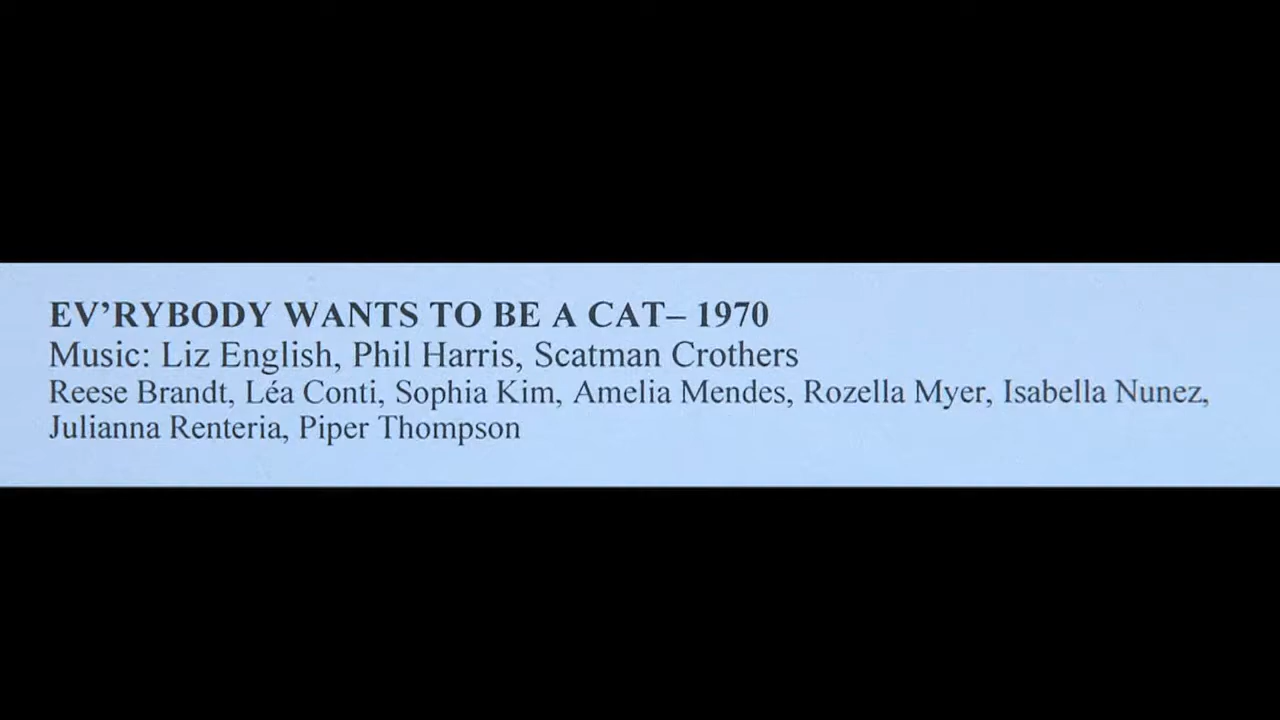 EV’RYBODY WANTS TO BE A CAT– 1970
Music: Liz English, Phil Harris, Scatman Crothers
Reese Brandt, Léa Conti, Sophia Kim, Amelia Mendes, Rozella Myer, Isabella Nunez,
Julianna Renteria, Piper Thompson